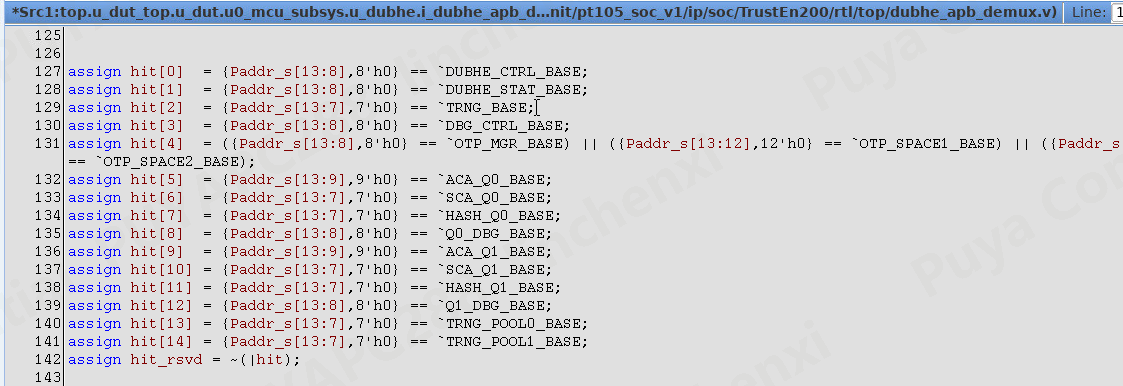 *Src1:top.u_dut_top.u_dut.u0_mcu_subsys.u_dubhe.i_dubhe_apb_d...nit/pt105_soc_v1/ip/soc/TrustEn200/rtl/top/dubhe_apb_demux.v) Line: 1
125
126
127 assign hit[0]  = {Paddr_s[13:8],8'h0} == `DUBHE_CTRL_BASE;
128 assign hit[1]  = {Paddr_s[13:8],8'h0} == `DUBHE_STAT_BASE;
129 assign hit[2]  = {Paddr_s[13:7],7'h0} == `TRNG_BASE;
130 assign hit[3]  = {Paddr_s[13:8],8'h0} == `DBG_CTRL_BASE;
131 assign hit[4]  = ({Paddr_s[13:8],8'h0} == `OTP_MGR_BASE) || ({Paddr_s[13:12],12'h0} == `OTP_SPACE1_BASE) || ({Paddr_s
== `OTP_SPACE2_BASE);
132 assign hit[5]  = {Paddr_s[13:9],9'h0} == `ACA_Q0_BASE;
133 assign hit[6]  = {Paddr_s[13:7],7'h0} == `SCA_Q0_BASE;
134 assign hit[7]  = {Paddr_s[13:7],7'h0} == `HASH_Q0_BASE;
135 assign hit[8]  = {Paddr_s[13:8],8'h0} == `Q0_DBG_BASE;
136 assign hit[9]  = {Paddr_s[13:9],9'h0} == `ACA_Q1_BASE;
137 assign hit[10] = {Paddr_s[13:7],7'h0} == `SCA_Q1_BASE;
138 assign hit[11] = {Paddr_s[13:7],7'h0} == `HASH_Q1_BASE;
139 assign hit[12] = {Paddr_s[13:8],8'h0} == `Q1_DBG_BASE;
140 assign hit[13] = {Paddr_s[13:7],7'h0} == `TRNG_POOL0_BASE;
141 assign hit[14] = {Paddr_s[13:7],7'h0} == `TRNG_POOL1_BASE;
142 assign hit_rsvd = ~(|hit);
143